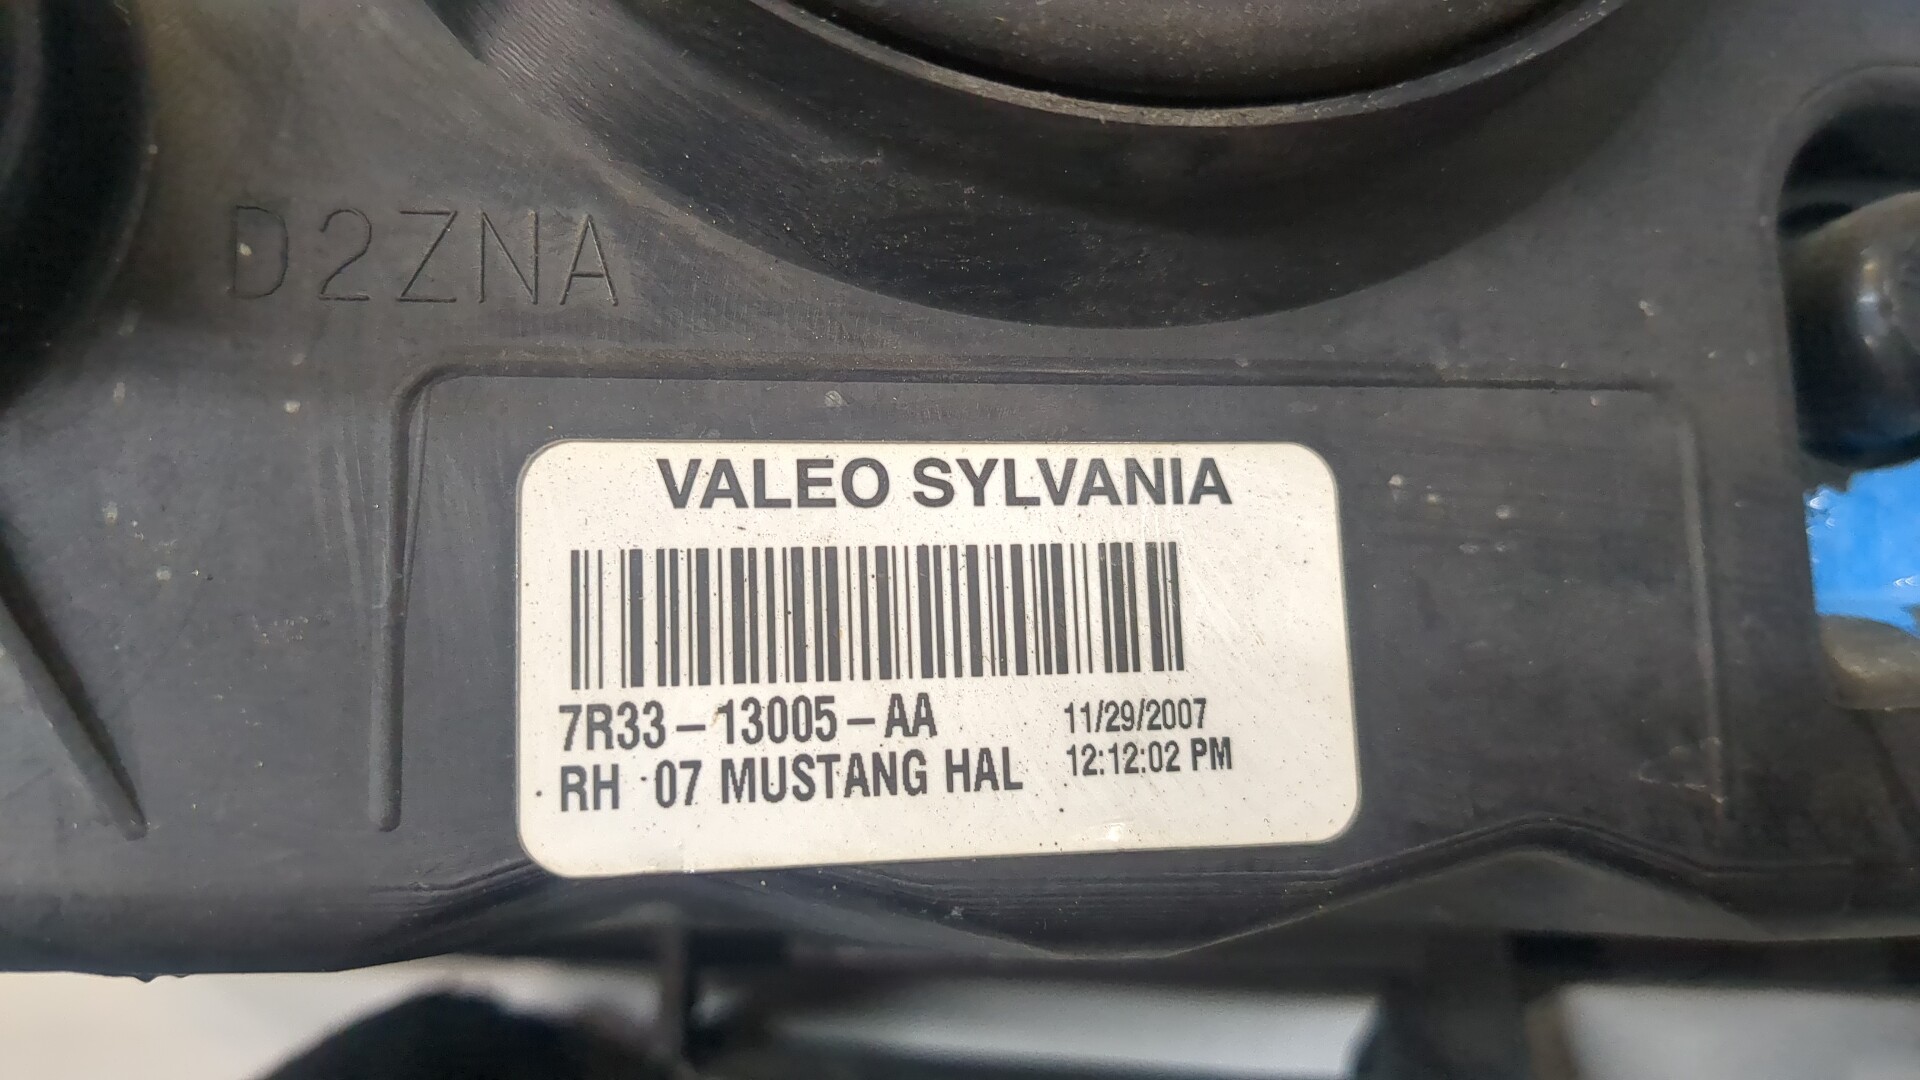 D2ZNA
VALEO SYLVANIA
7R33-13005-AA
11/29/2007
RH 07 MUSTANG HAL
12:12:02 PM